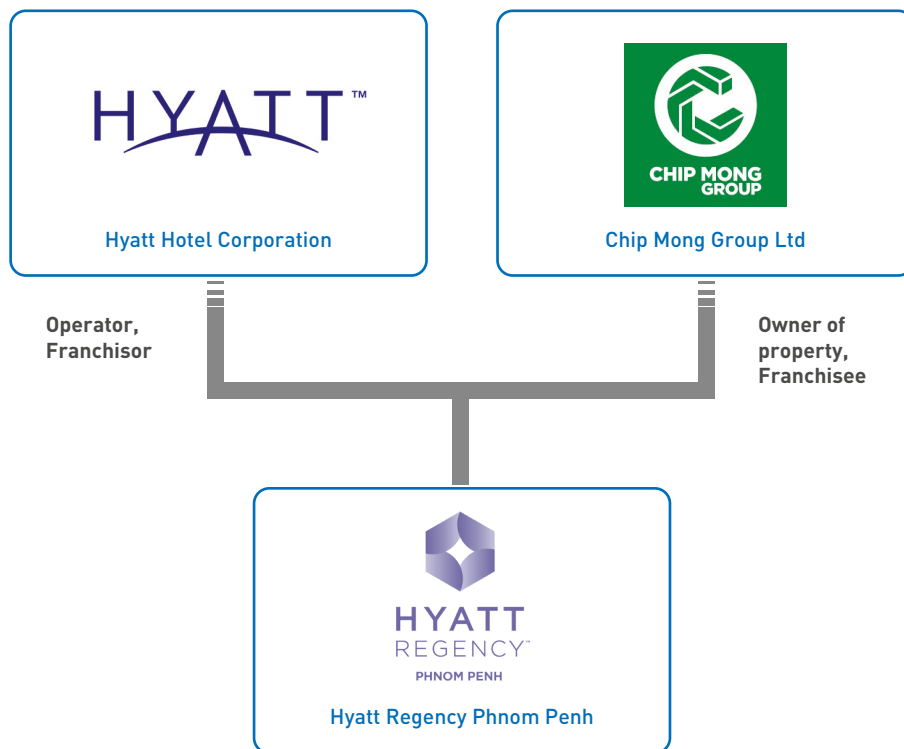 HYATT™
Hyatt Hotel Corporation
CHIP MONG
GROUP
Chip Mong Group Ltd
Operator,
Franchisor
Owner of
property,
Franchisee
HYATT
REGENCY™
PHNOM PENH
Hyatt Regency Phnom Penh